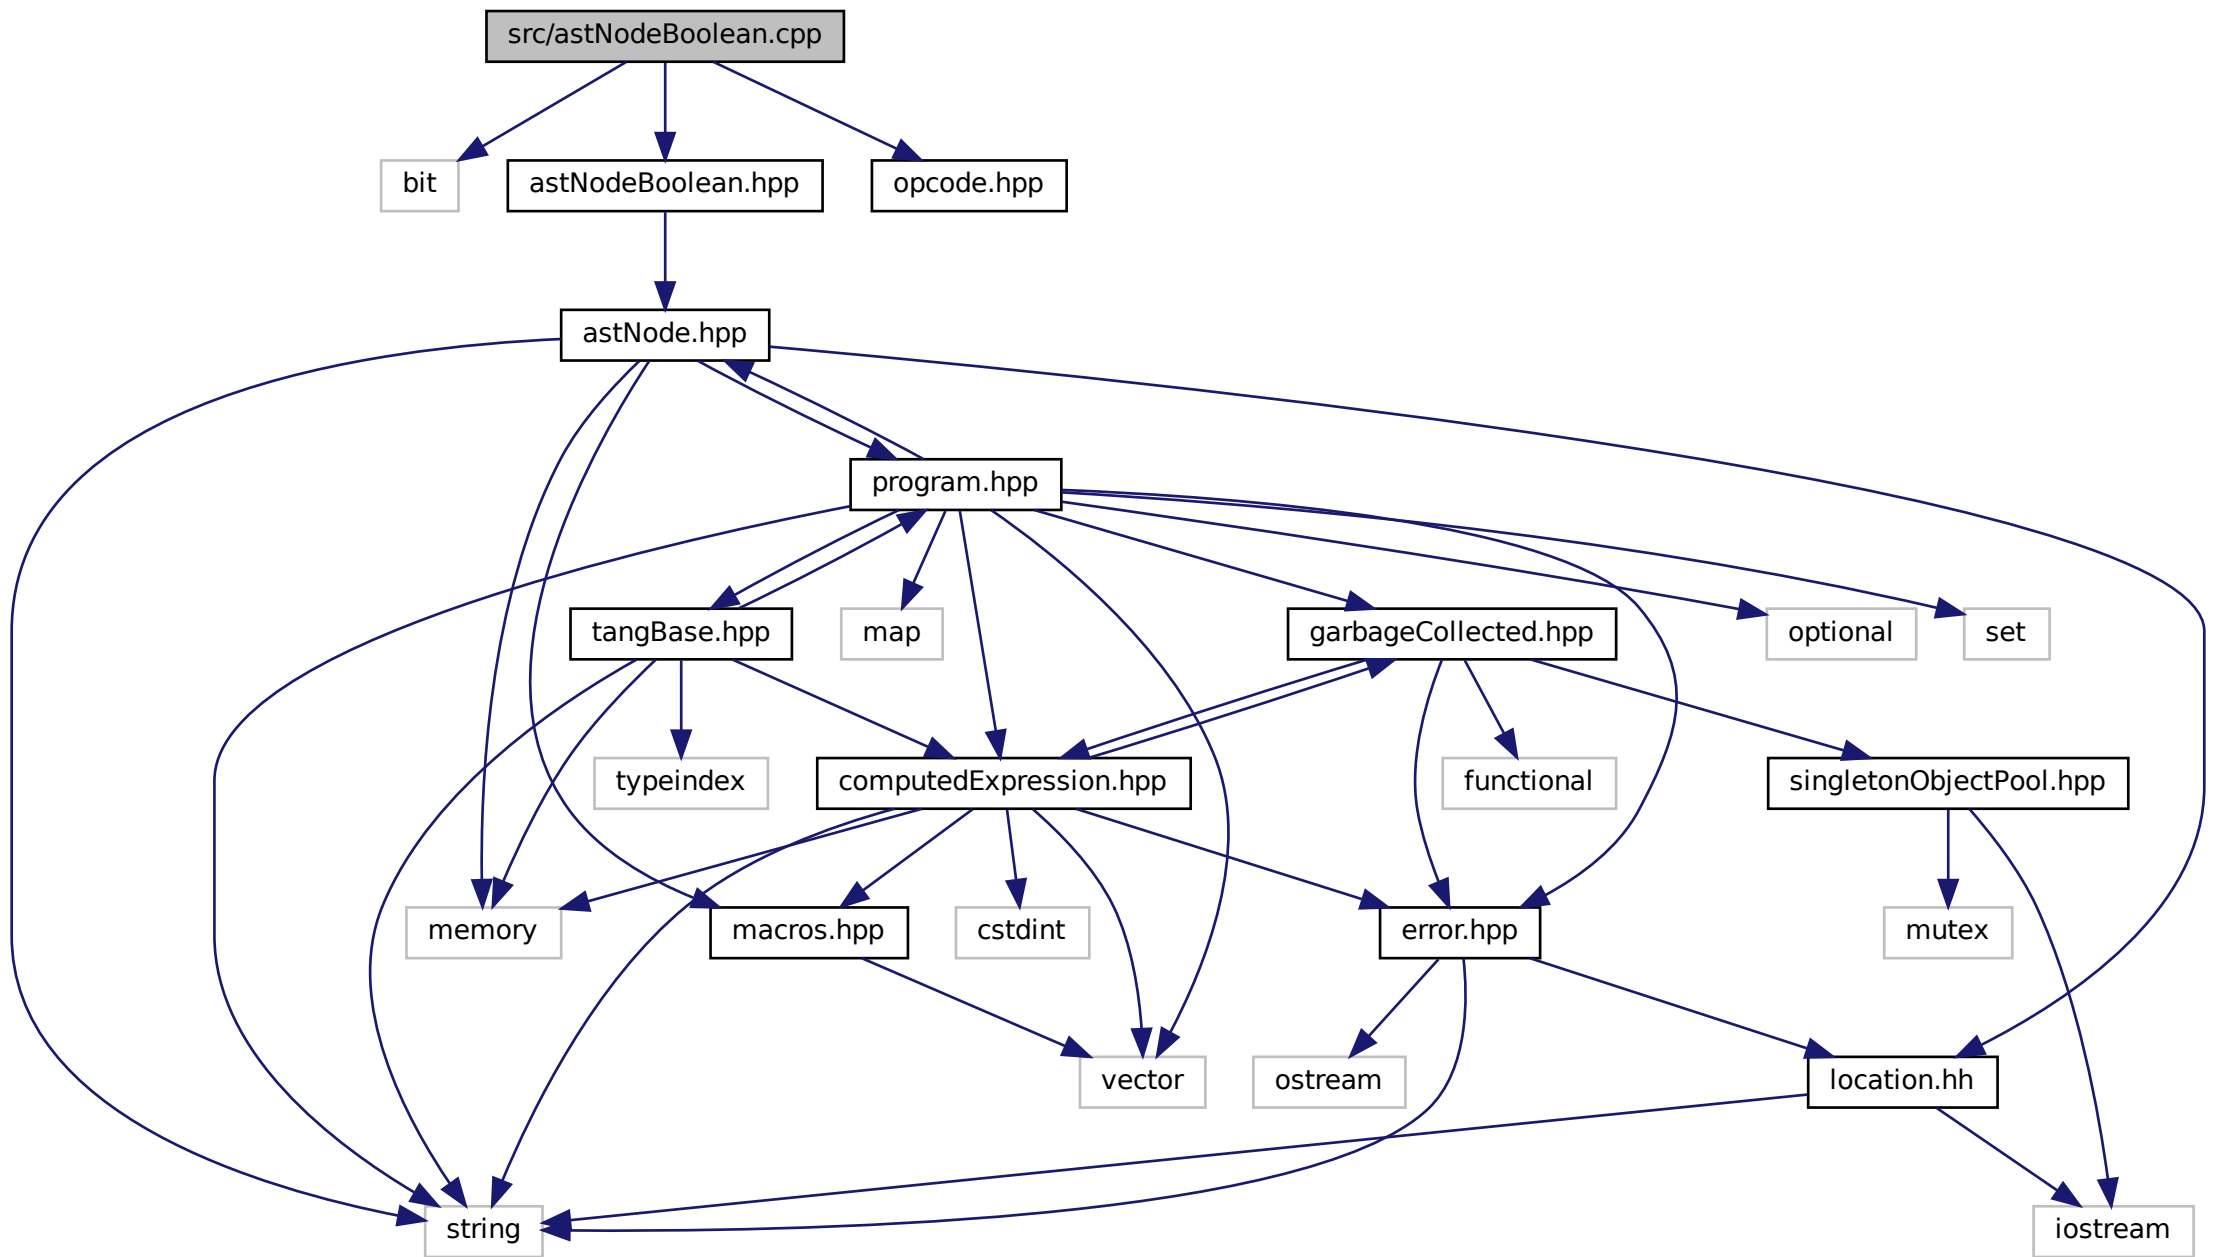 src/astNodeBoolean.cpp
bit
astNodeBoolean.hpp
opcode.hpp
astNode.hpp
program.hpp
tangBase.hpp
map
garbageCollected.hpp
optional
set
typeindex
computedExpression.hpp
functional
singletonObjectPool.hpp
memory
macros.hpp
cstdint
error.hpp
mutex
vector
ostream
location.hh
string
iostream